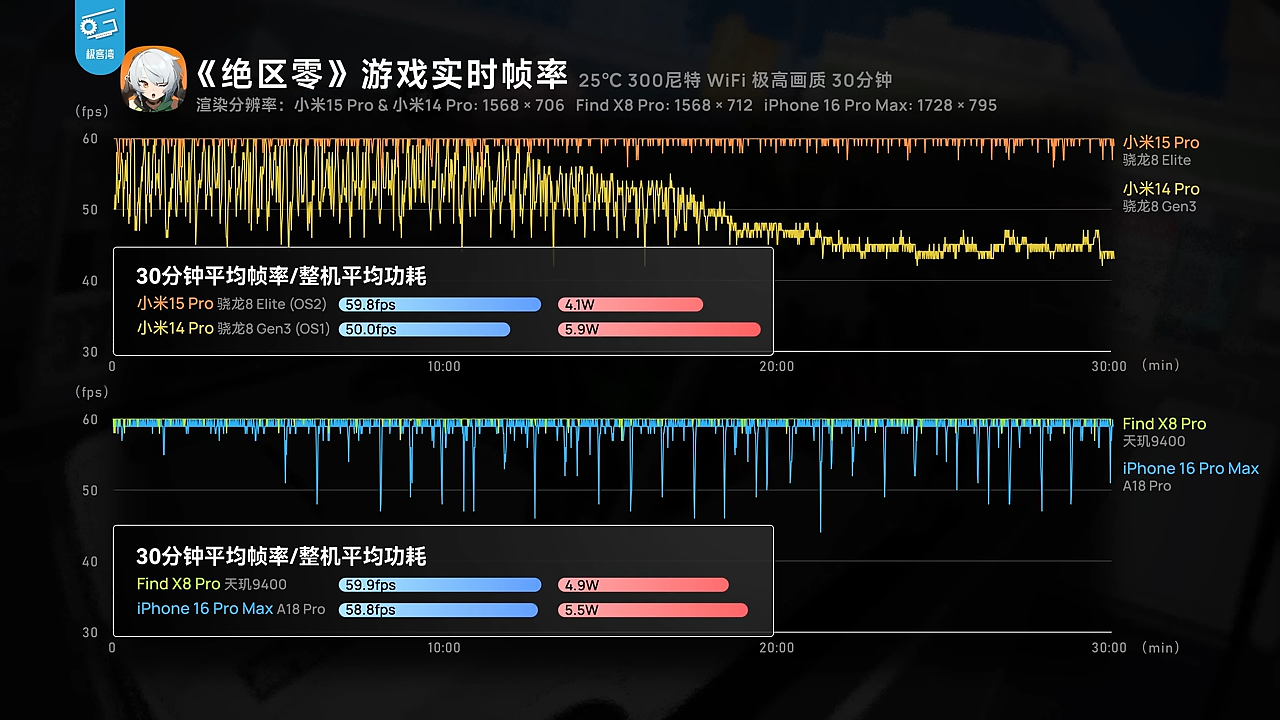 极客湾
《绝区零》游戏实时帧率 25℃ 300尼特 WiFi 极高画质 30分钟
渲染分辨率：小米15 Pro & 小米14 Pro: 1568 × 706 Find X8 Pro: 1568 × 712 iPhone 16 Pro Max: 1728 × 795
(fps)
60
50
40
30
小米15 Pro
骁龙8 Elite
小米14 Pro
骁龙8 Gen3
30分钟平均帧率/整机平均功耗
小米15 Pro 骁龙8 Elite (OS2) 59.8fps 4.1W
小米14 Pro 骁龙8 Gen3 (OS1) 50.0fps 5.9W
0 10:00 20:00 30:00 (min)
(fps)
60
50
40
30
Find X8 Pro
天玑9400
iPhone 16 Pro Max
A18 Pro
30分钟平均帧率/整机平均功耗
Find X8 Pro 天玑9400 59.9fps 4.9W
iPhone 16 Pro Max A18 Pro 58.8fps 5.5W
0 10:00 20:00 30:00 (min)